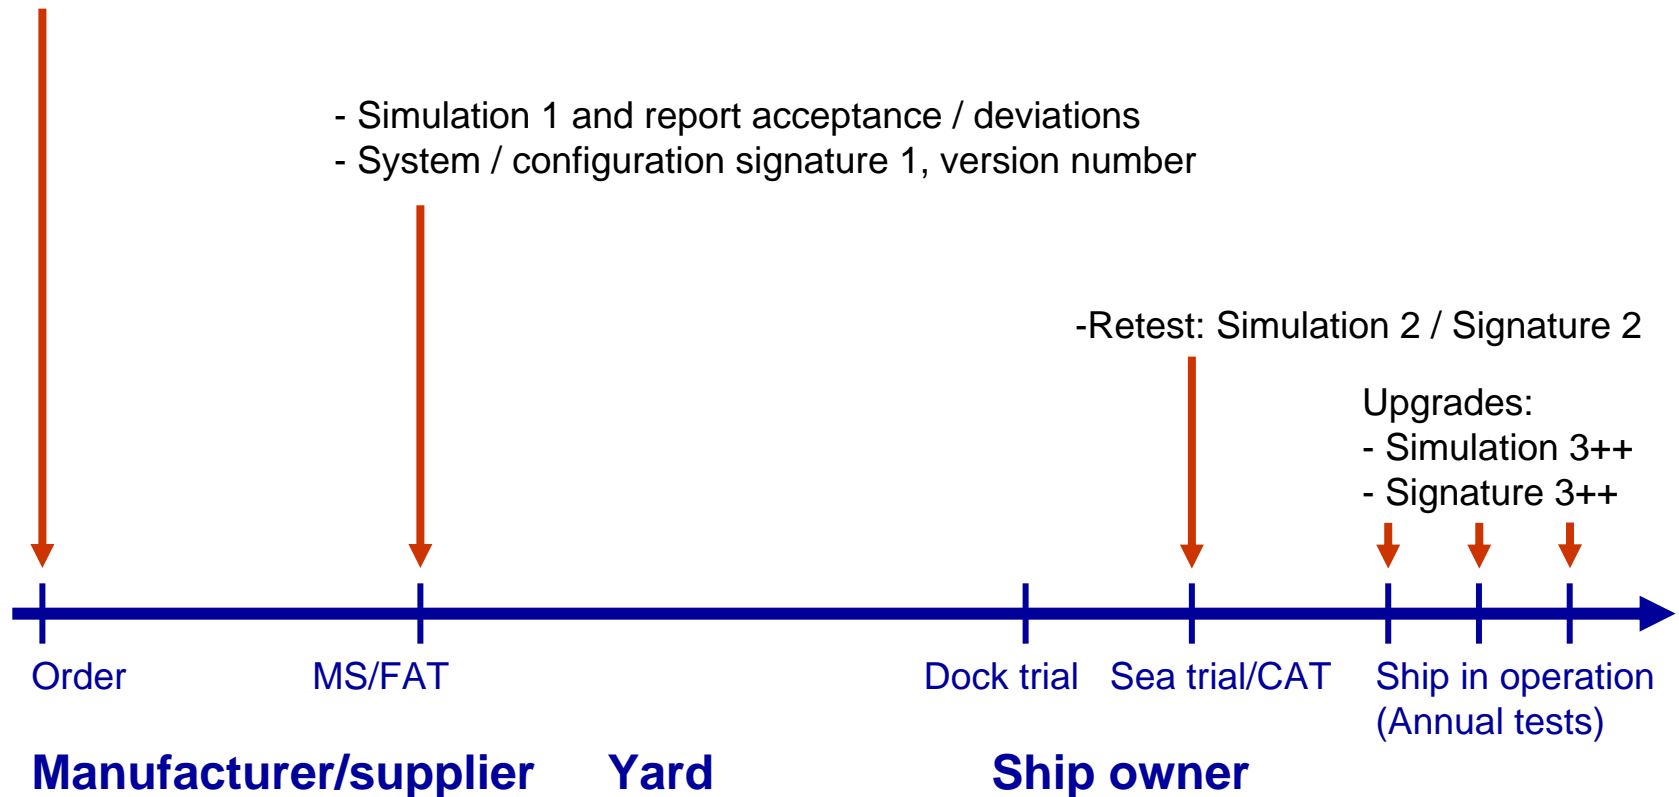 - Simulation 1 and report acceptance / deviations
- System / configuration signature 1, version number
-Retest: Simulation 2 / Signature 2
Upgrades:
- Simulation 3++
- Signature 3++
Order
MS/FAT
Dock trial
Sea trial/CAT
Ship in operation
(Annual tests)
Manufacturer/supplier
Yard
Ship owner